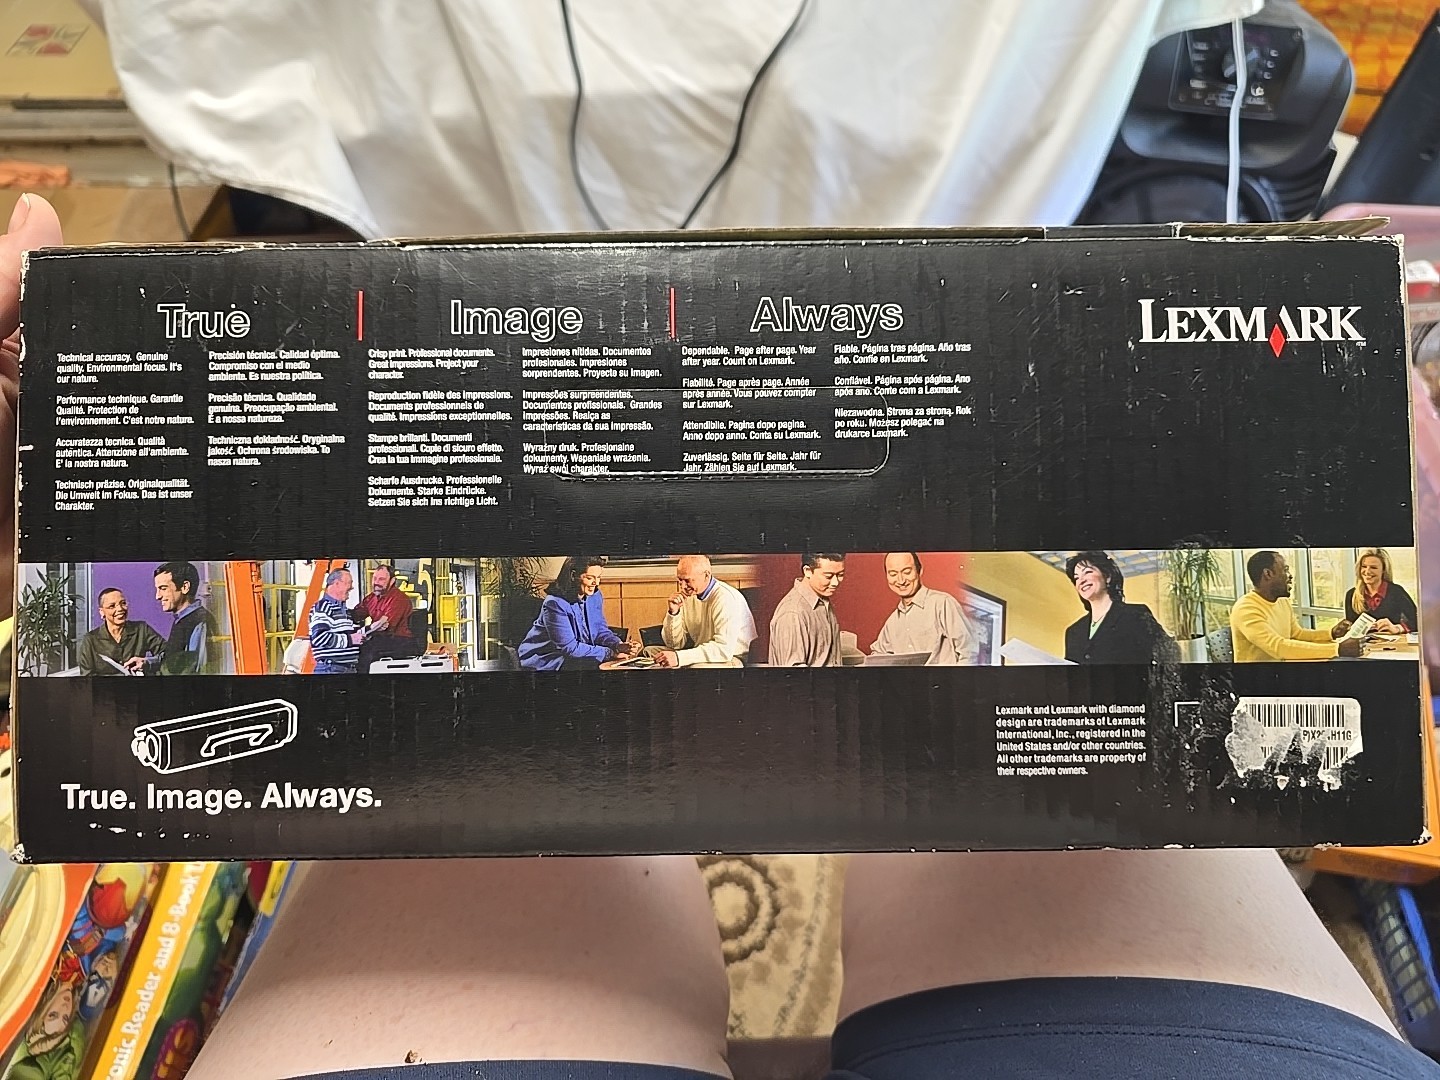 True
Technical accuracy. Genuine
quality. Environmental focus. It's
our nature.
Performance technique. Garantie
Qualité. Protection de
l'environnement. C'est notre nature.
Accuratezza tecnica. Qualità
autentica. Attenzione all'ambiente.
E' la nostra natura.
Technisch präzise. Originalqualität.
Die Umwelt im Fokus. Das ist unser
Charakter.
Precisión técnica. Calidad óptima.
Compromiso con el medio
ambiente. Es nuestra política.
Precisão técnica. Qualidade
genuína. Preocupação ambiental.
É a nossa natureza.
Techniczna dokładność. Oryginalna
jakość. Ochrona środowiska. To
nasza natura.
Image
Crisp print. Professional documents.
Great impressions. Project your
character.
Reproduction fidèle des impressions.
Documents professionnels de
qualité. Impressions exceptionnelles.
Stampe brillanti. Documenti
professionali. Copie di sicuro effetto.
Crea la tua immagine professionale.
Scharfe Ausdrucke. Professionelle
Dokumente. Starke Eindrücke.
Setzen Sie sich ins richtige Licht.
Impresiones nítidas. Documentos
profesionales. Impresiones
sorprendentes. Proyecte su imagen.
Impressões surpreendentes.
Documentos profissionais. Grandes
impressões. Realça as
características da sua impressão.
Wyraźny druk. Profesjonalne
dokumenty. Wspaniałe wrażenia.
Wyraź swój charakter.
Always
Dependable. Page after page. Year
after year. Count on Lexmark.
Fiabilité. Page après page. Année
après année. Vous pouvez compter
sur Lexmark.
Attendibile. Pagina dopo pagina.
Anno dopo anno. Conta su Lexmark.
Zuverlässig. Seite für Seite. Jahr für
Jahr. Zählen Sie auf Lexmark.
Fiable. Página tras página. Año tras
año. Confíe en Lexmark.
Confiável. Página após página. Ano
após ano. Conte com a Lexmark.
Niezawodna. Strona za stroną. Rok
po roku. Możesz polegać na
drukarce Lexmark.
LEXMARK
True. Image. Always.
Lexmark and Lexmark with diamond
design are trademarks of Lexmark
International, Inc., registered in the
United States and/or other countries.
All other trademarks are property of
their respective owners.
H11G
onic Reader and 8-Book